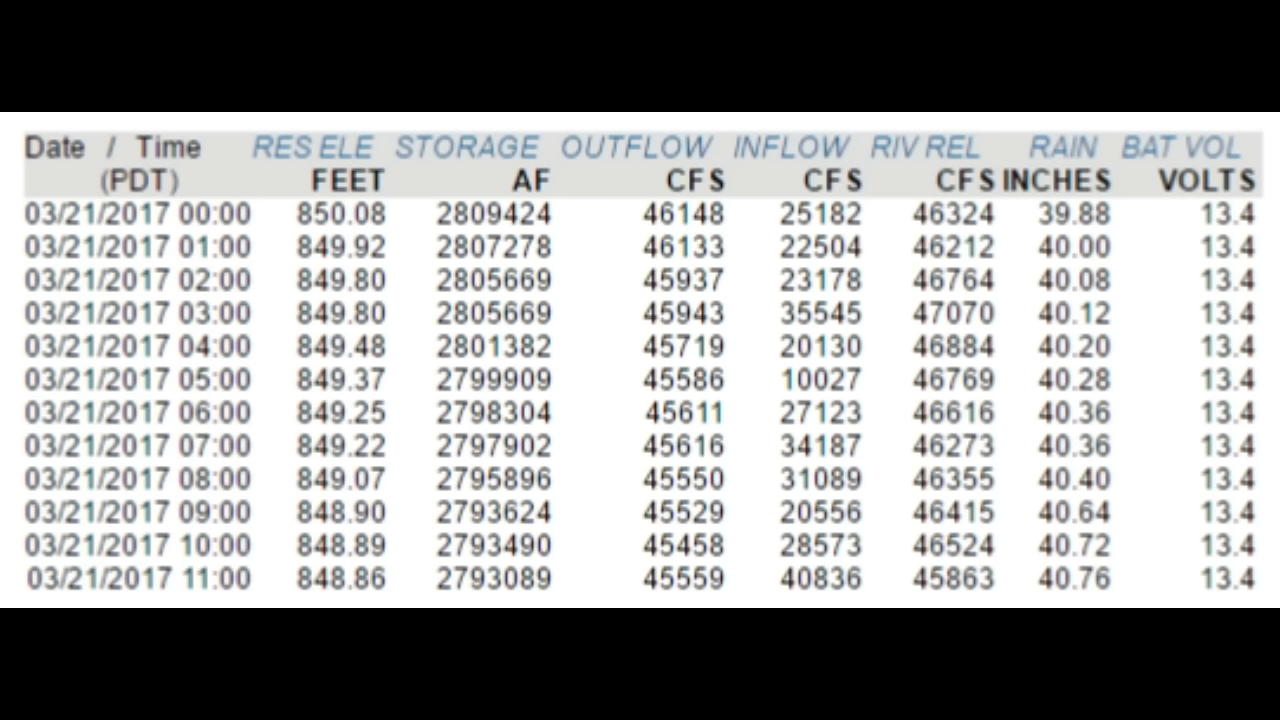 Date / Time RES ELE STORAGE OUTFLOW INFLOW RIV REL RAIN BAT VOL
(PDT) FEET AF CFS CFS CFS INCHES VOLTS
03/21/2017 00:00 850.08 2809424 46148 25182 46324 39.88 13.4
03/21/2017 01:00 849.92 2807278 46133 22504 46212 40.00 13.4
03/21/2017 02:00 849.80 2805669 45937 23178 46764 40.08 13.4
03/21/2017 03:00 849.80 2805669 45943 35545 47070 40.12 13.4
03/21/2017 04:00 849.48 2801382 45719 20130 46884 40.20 13.4
03/21/2017 05:00 849.37 2799909 45586 10027 46769 40.28 13.4
03/21/2017 06:00 849.25 2798304 45611 27123 46616 40.36 13.4
03/21/2017 07:00 849.22 2797902 45616 34187 46273 40.36 13.4
03/21/2017 08:00 849.07 2795896 45550 31089 46355 40.40 13.4
03/21/2017 09:00 848.90 2793624 45529 20556 46415 40.64 13.4
03/21/2017 10:00 848.89 2793490 45458 28573 46524 40.72 13.4
03/21/2017 11:00 848.86 2793089 45559 40836 45863 40.76 13.4